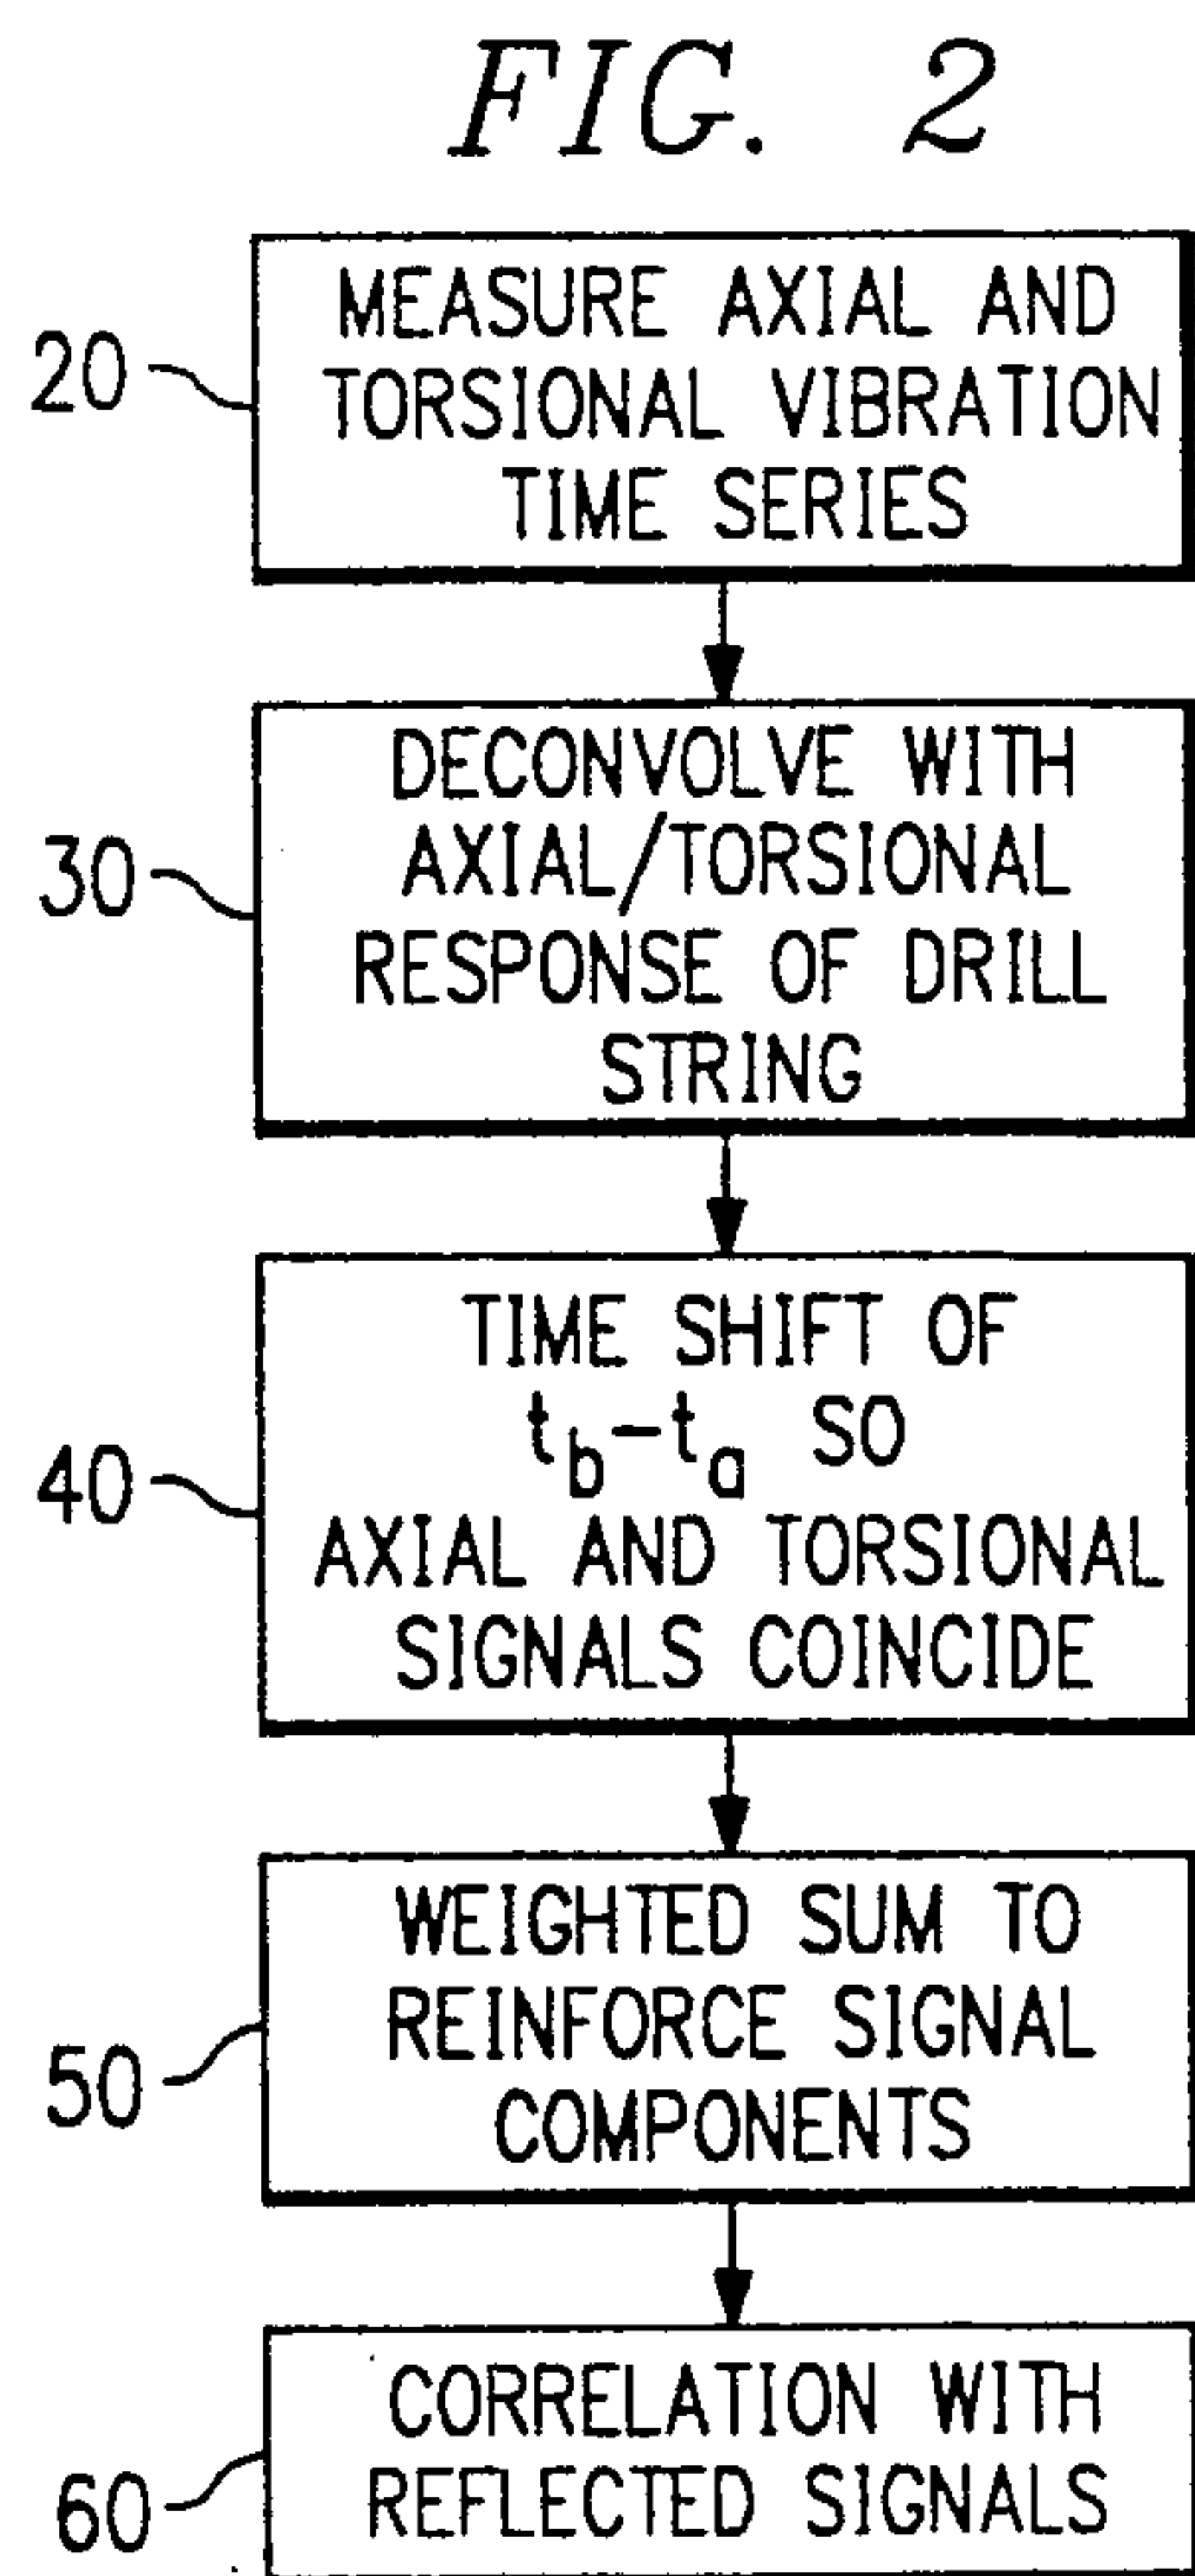 FIG. 2
20
MEASURE AXIAL AND
TORSIONAL VIBRATION
TIME SERIES
30
DECONVOLVE WITH
AXIAL/TORSIONAL
RESPONSE OF DRILL
STRING
40
TIME SHIFT OF
t_b-t_a SO
AXIAL AND TORSIONAL
SIGNALS COINCIDE
50
WEIGHTED SUM TO
REINFORCE SIGNAL
COMPONENTS
60
CORRELATION WITH
REFLECTED SIGNALS